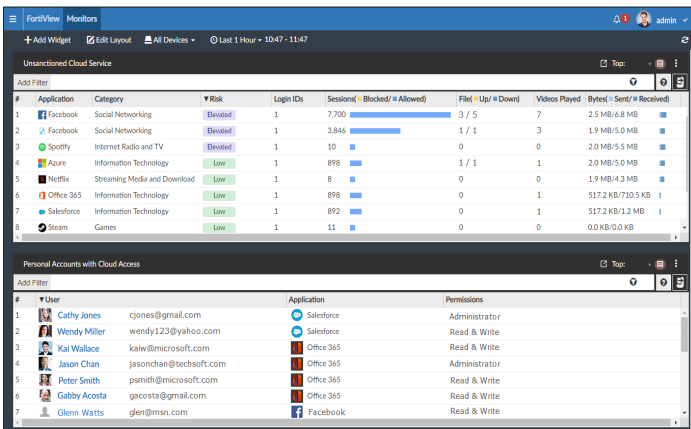 FortiView Monitors 1 admin
+ Add Widget Edit Layout All Devices Last 1 Hour 10:47 - 11:47
Unsanctioned Cloud Service Top:
Add Filter
# Application Category ▼Risk Login IDs Sessions( Blocked/ Allowed) File( Up/ Down) Videos Played Bytes( Sent/ Received)
1 Facebook Social Networking Elevated 1 7,700 3 / 5 7 2.5 MB/6.8 MB
2 Facebook Social Networking Elevated 1 3,846 1 / 1 3 1.9 MB/5.0 MB
3 Spotify Internet Radio and TV Elevated 1 10 0 0 2.0 MB/5.5 MB
4 Azure Information Technology Low 1 898 1 / 1 1 2.0 MB/5.0 MB
5 Netflix Streaming Media and Download Low 1 8 0 0 1.9 MB/4.3 MB
6 Office 365 Information Technology Low 1 898 0 1 517.2 KB/710.5 KB
7 Salesforce Information Technology Low 1 892 0 1 517.2 KB/1.2 MB
8 Steam Games Low 1 11 0 0 0.0 KB/0.0 KB
Personal Accounts with Cloud Access Top:
Add Filter
# ▼User Application Permissions
1 Cathy Jones cjones@gmail.com Salesforce Administrator
2 Wendy Miller wendy123@yahoo.com Salesforce Read & Write
3 Kai Wallace kaiw@microsoft.com Office 365 Read & Write
4 Jason Chan jasonchan@techsoft.com Office 365 Administrator
5 Peter Smith psmith@microsoft.com Office 365 Read & Write
6 Gabby Acosta gacosta@gmail.com Office 365 Read & Write
7 Glenn Watts glen@msn.com Facebook Read & Write